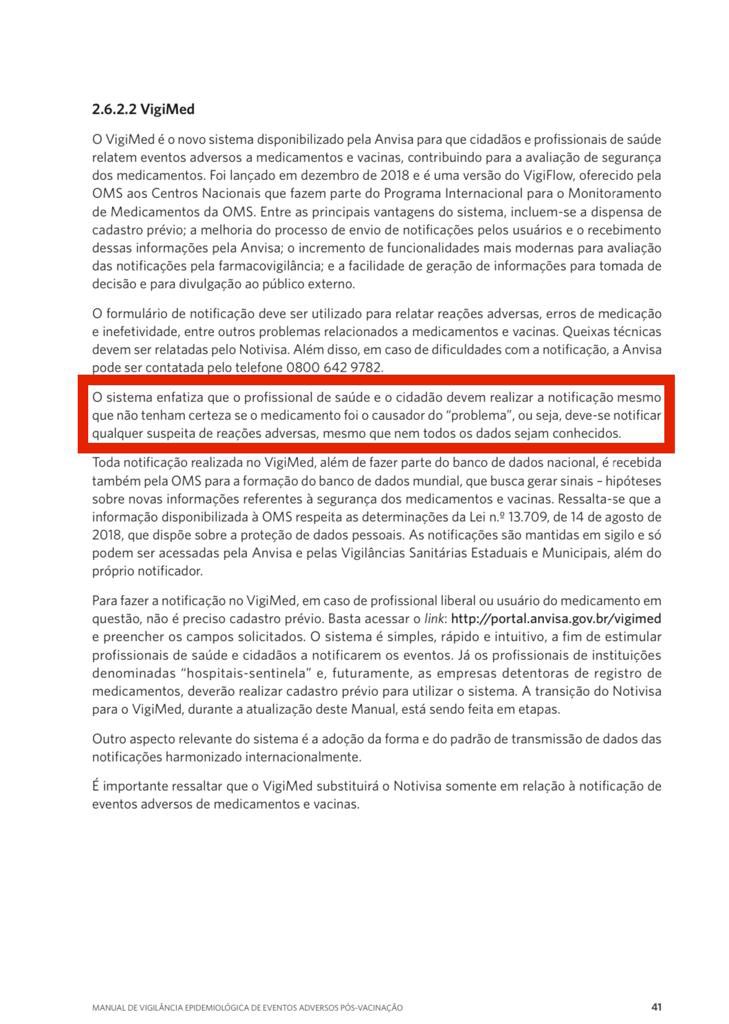 2.6.2.2 VigiMed
O VigiMed é o novo sistema disponibilizado pela Anvisa para que cidadãos e profissionais de saúde
relatem eventos adversos a medicamentos e vacinas, contribuindo para a avaliação de segurança
dos medicamentos. Foi lançado em dezembro de 2018 e é uma versão do VigiFlow, oferecido pela
OMS aos Centros Nacionais que fazem parte do Programa Internacional para o Monitoramento
de Medicamentos da OMS. Entre as principais vantagens do sistema, incluem-se a dispensa de
cadastro prévio; a melhoria do processo de envio de notificações pelos usuários e o recebimento
dessas informações pela Anvisa; o incremento de funcionalidades mais modernas para avaliação
das notificações pela farmacovigilância; e a facilidade de geração de informações para tomada de
decisão e para divulgação ao público externo.
O formulário de notificação deve ser utilizado para relatar reações adversas, erros de medicação
e inefetividade, entre outros problemas relacionados a medicamentos e vacinas. Queixas técnicas
devem ser relatadas pelo Notivisa. Além disso, em caso de dificuldades com a notificação, a Anvisa
pode ser contatada pelo telefone 0800 642 9782.
O sistema enfatiza que o profissional de saúde e o cidadão devem realizar a notificação mesmo
que não tenham certeza se o medicamento foi o causador do “problema”, ou seja, deve-se notificar
qualquer suspeita de reações adversas, mesmo que nem todos os dados sejam conhecidos.
Toda notificação realizada no VigiMed, além de fazer parte do banco de dados nacional, é recebida
também pela OMS para a formação do banco de dados mundial, que busca gerar sinais – hipóteses
sobre novas informações referentes à segurança dos medicamentos e vacinas. Ressalta-se que a
informação disponibilizada à OMS respeita as determinações da Lei n.º 13.709, de 14 de agosto de
2018, que dispõe sobre a proteção de dados pessoais. As notificações são mantidas em sigilo e só
podem ser acessadas pela Anvisa e pelas Vigilâncias Sanitárias Estaduais e Municipais, além do
próprio notificador.
Para fazer a notificação no VigiMed, em caso de profissional liberal ou usuário do medicamento em
questão, não é preciso cadastro prévio. Basta acessar o link: http://portal.anvisa.gov.br/vigimed
e preencher os campos solicitados. O sistema é simples, rápido e intuitivo, a fim de estimular
profissionais de saúde e cidadãos a notificarem os eventos. Já os profissionais de instituições
denominadas “hospitais-sentinela” e, futuramente, as empresas detentoras de registro de
medicamentos, deverão realizar cadastro prévio para utilizar o sistema. A transição do Notivisa
para o VigiMed, durante a atualização deste Manual, está sendo feita em etapas.
Outro aspecto relevante do sistema é a adoção da forma e do padrão de transmissão de dados das
notificações harmonizado internacionalmente.
É importante ressaltar que o VigiMed substituirá o Notivisa somente em relação à notificação de
eventos adversos de medicamentos e vacinas.
MANUAL DE VIGILÂNCIA EPIDEMIOLÓGICA DE EVENTOS ADVERSOS PÓS-VACINAÇÃO 41